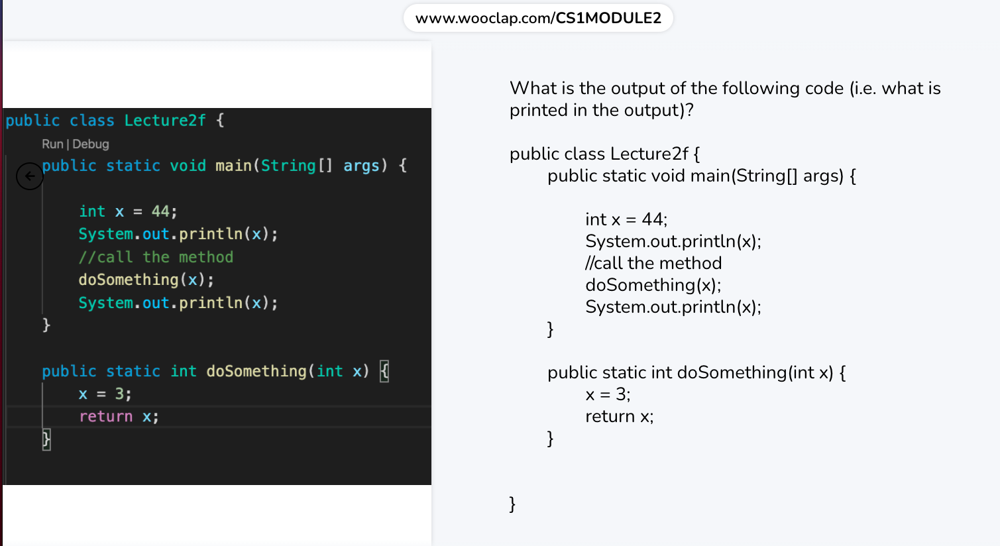 www.wooclap.com/CS1MODULE2
public class Lecture2f {
Run | Debug
public static void main(String[] args) {
int x = 44;
System.out.println(x);
//call the method
doSomething(x);
System.out.println(x);
}
public static int doSomething(int x) {
x = 3;
return x;
}
What is the output of the following code (i.e. what is
printed in the output)?
public class Lecture2f {
public static void main(String[] args) {
int x = 44;
System.out.println(x);
//call the method
doSomething(x);
System.out.println(x);
}
public static int doSomething(int x) {
x = 3;
return x;
}
}